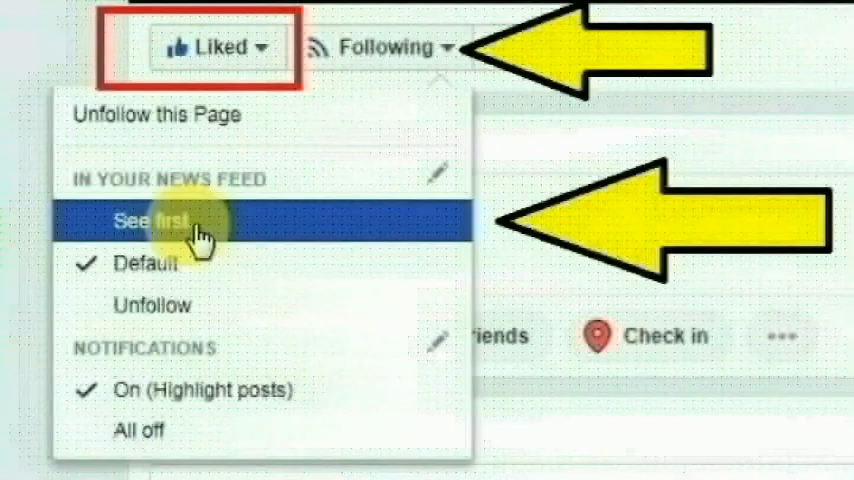 Liked Following
Unfollow this Page
IN YOUR NEWS FEED
See first
Default
Unfollow
riends Check in
NOTIFICATIONS
On (Highlight posts)
All off